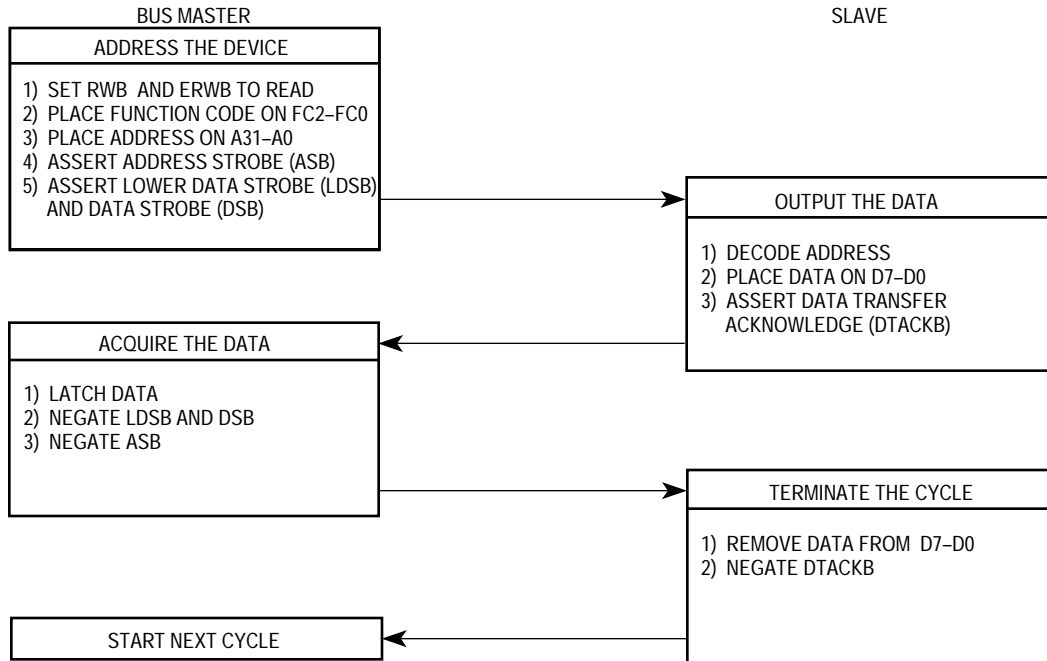 BUS MASTER
SLAVE
ADDRESS THE DEVICE
1) SET RWB AND ERWB TO READ
2) PLACE FUNCTION CODE ON FC2–FC0
3) PLACE ADDRESS ON A31–A0
4) ASSERT ADDRESS STROBE (ASB)
5) ASSERT LOWER DATA STROBE (LDSB)
AND DATA STROBE (DSB)
OUTPUT THE DATA
1) DECODE ADDRESS
2) PLACE DATA ON D7–D0
3) ASSERT DATA TRANSFER
ACKNOWLEDGE (DTACKB)
ACQUIRE THE DATA
1) LATCH DATA
2) NEGATE LDSB AND DSB
3) NEGATE ASB
TERMINATE THE CYCLE
1) REMOVE DATA FROM D7–D0
2) NEGATE DTACKB
START NEXT CYCLE